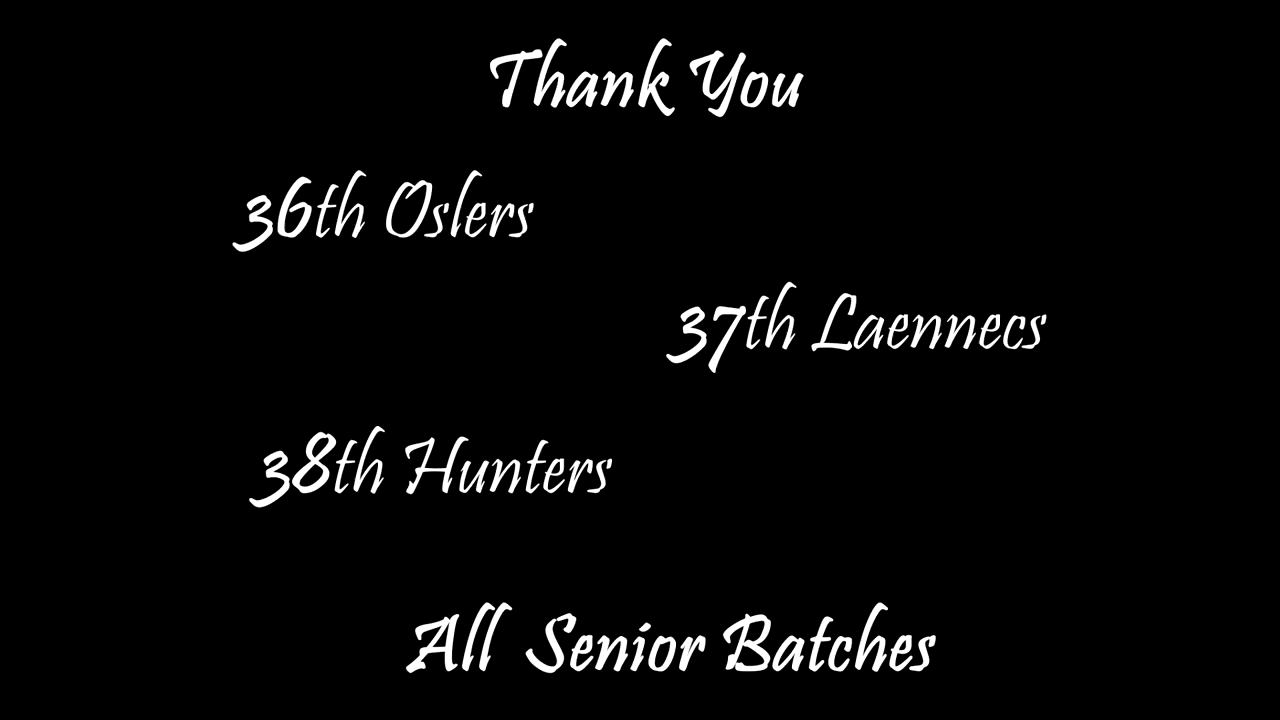 Thank You
36th Oslers
37th Laennecs
38th Hunters
All Senior Batches